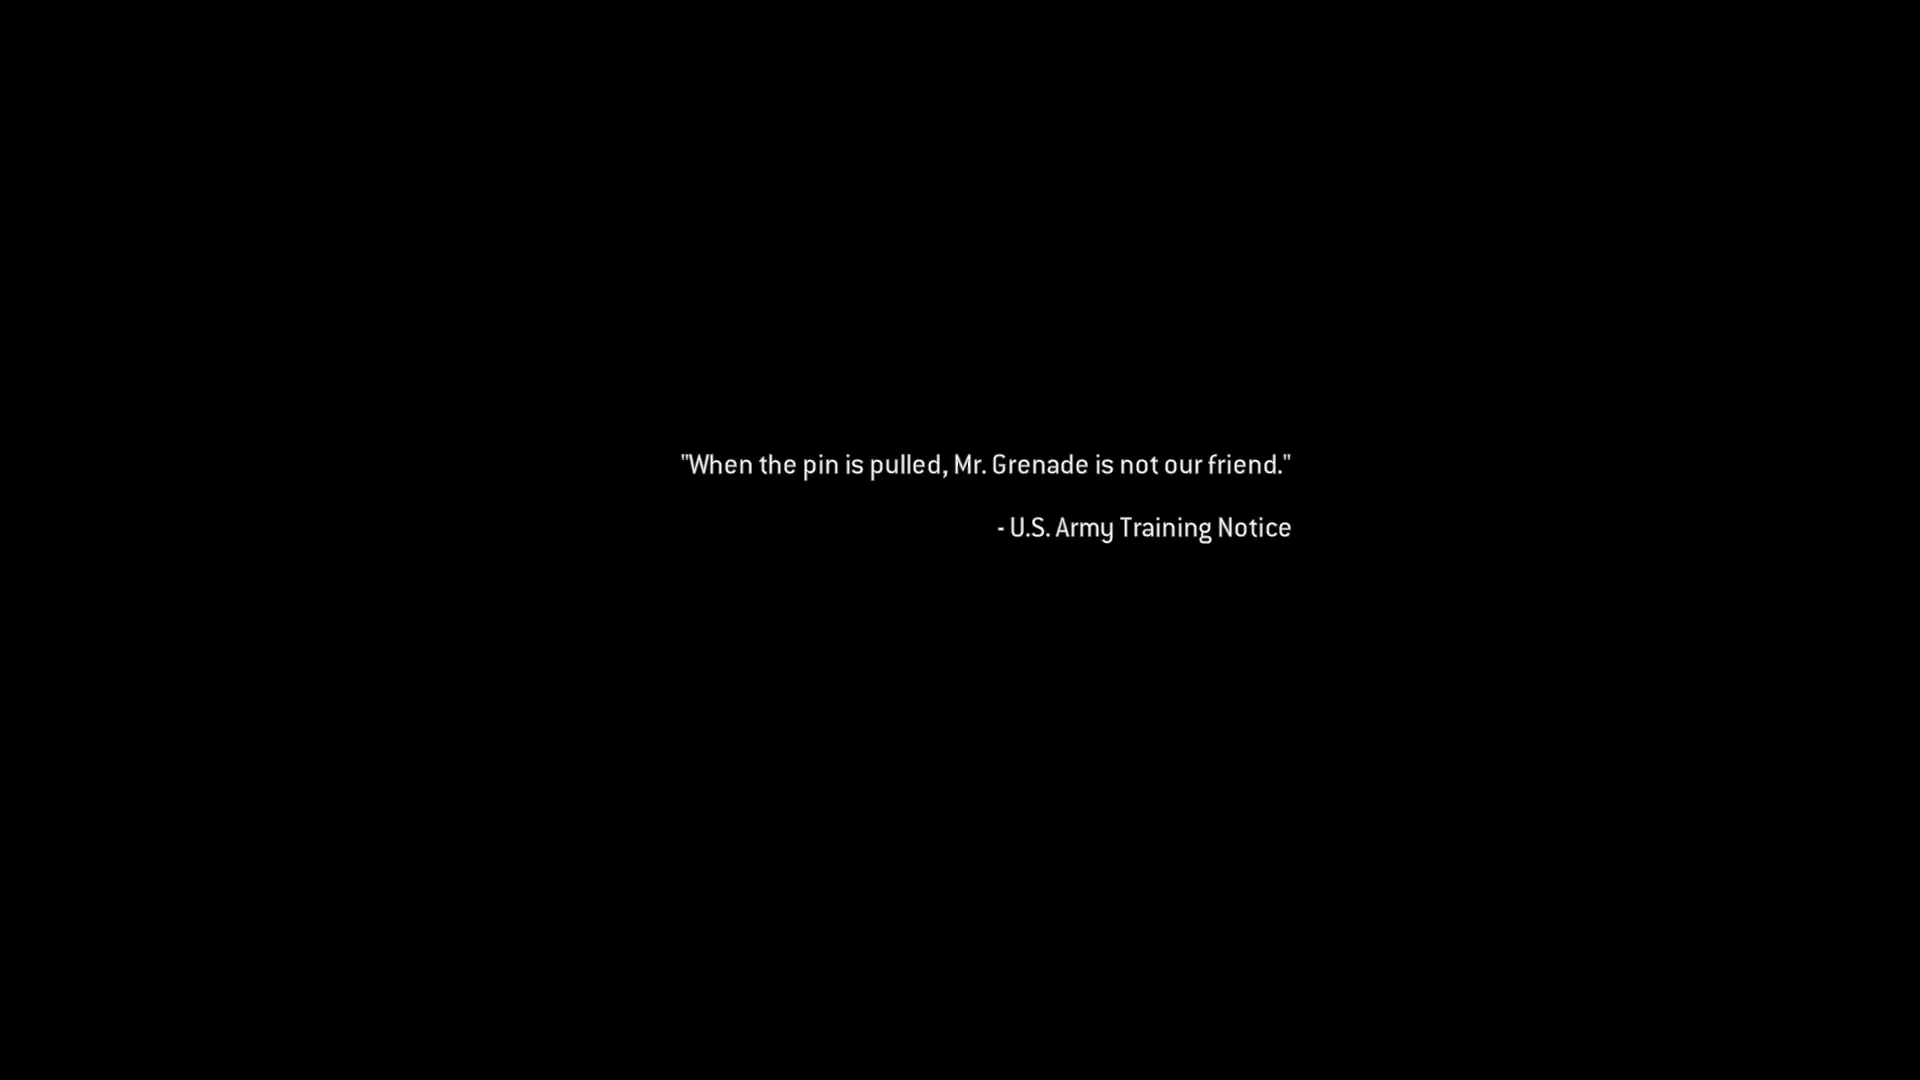 "When the pin is pulled, Mr. Grenade is not our friend."
- U.S. Army Training Notice